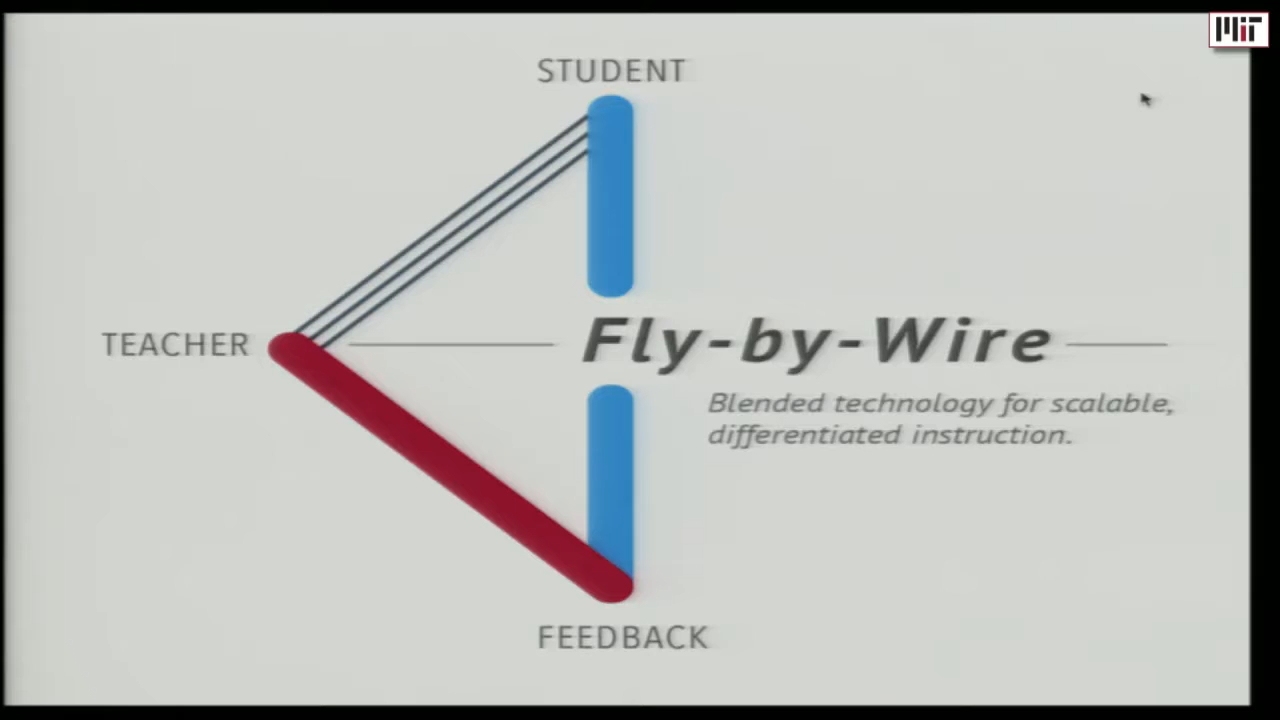 MIT
STUDENT
TEACHER
Fly-by-Wire
Blended technology for scalable,
differentiated instruction.
FEEDBACK